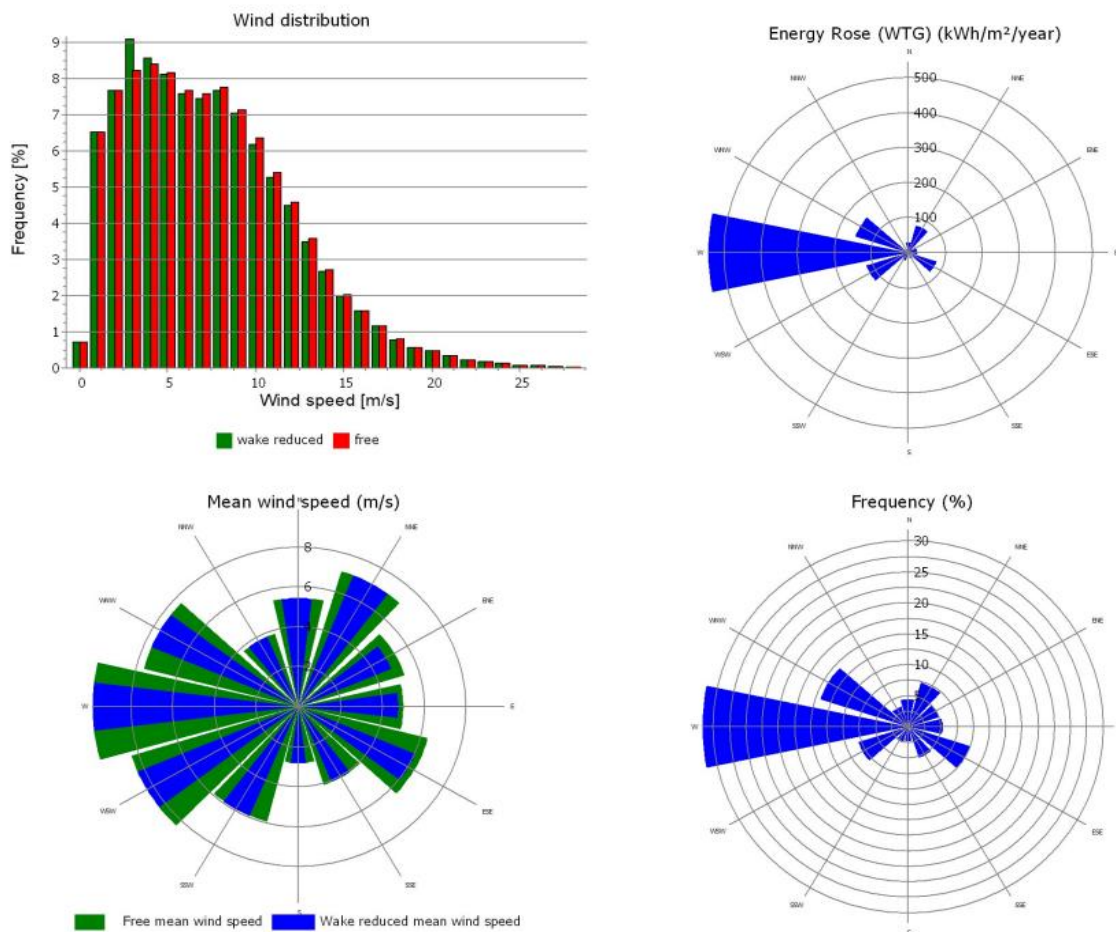 Wind distribution
9
8
7
6
5
4
3
2
1
0
Frequency [%]
0 5 10 15 20 25
Wind speed [m/s]
wake reduced free
Energy Rose (WTG) (kWh/m²/year)
N
NNW NNE
500
400
300
200
100
WNW ENE
W E
WSW ESE
SSW SSE
S
Mean wind speed (m/s)
NNW NNE
8
6
WNW ENE
W E
WSW ESE
SSW SSE
Free mean wind speed Wake reduced mean wind speed
Frequency (%)
N
NNW NNE
30
25
20
15
10
WNW ENE
W E
WSW ESE
SSW SSE